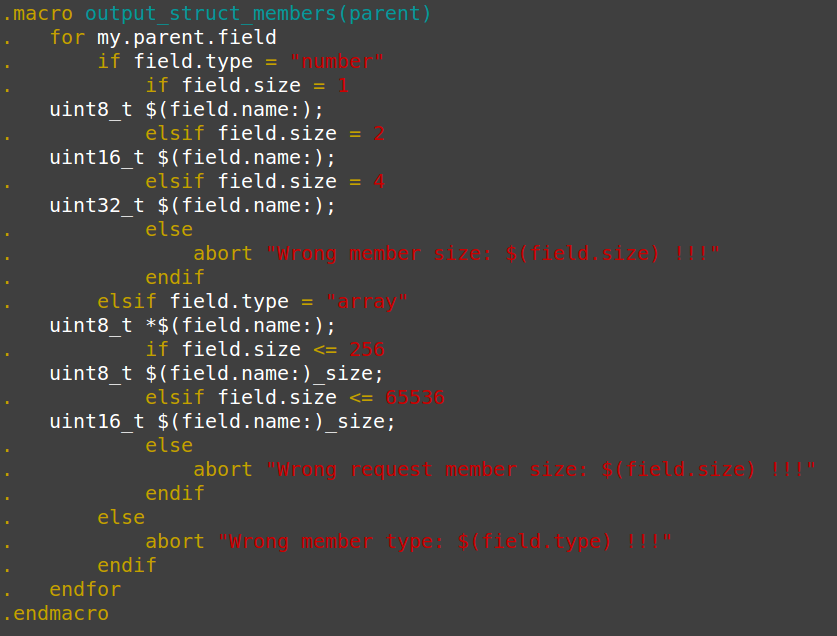 .macro output_struct_members(parent)
.   for my.parent.field
.       if field.type = "number"
.           if field.size = 1
    uint8_t $(field.name:);
.           elsif field.size = 2
    uint16_t $(field.name:);
.           elsif field.size = 4
    uint32_t $(field.name:);
.           else
.               abort "Wrong member size: $(field.size) !!!"
.           endif
.       elsif field.type = "array"
    uint8_t *$(field.name:);
.           if field.size <= 256
    uint8_t $(field.name:)_size;
.           elsif field.size <= 65536
    uint16_t $(field.name:)_size;
.           else
.               abort "Wrong request member size: $(field.size) !!!"
.           endif
.       else
.           abort "Wrong member type: $(field.type) !!!"
.       endif
.   endfor
.endmacro